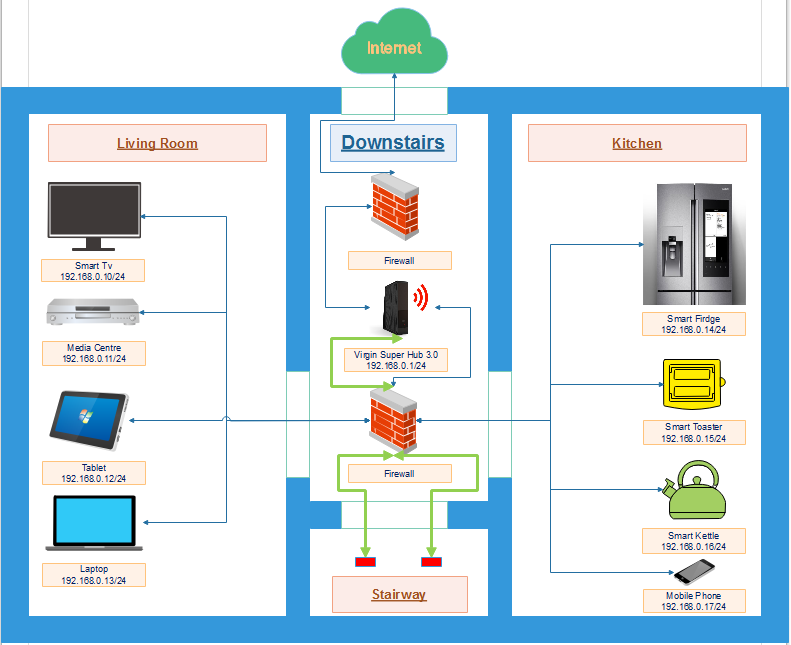 Internet
Living Room
Downstairs
Kitchen
Smart Tv
192.168.0.10/24
Media Centre
192.168.0.11/24
Tablet
192.168.0.12/24
Laptop
192.168.0.13/24
Firewall
Virgin Super Hub 3.0
192.168.0.1/24
Firewall
Stairway
Smart Firdge
192.168.0.14/24
Smart Toaster
192.168.0.15/24
Smart Kettle
192.168.0.16/24
Mobile Phone
192.168.0.17/24